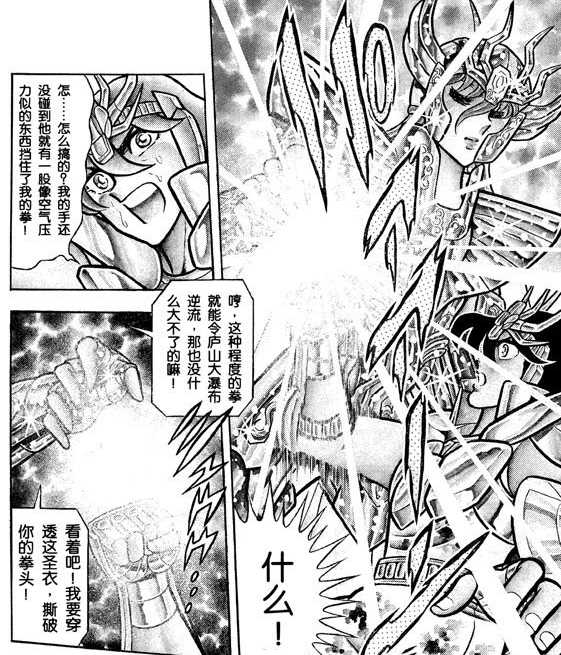 什么！
哼，这种程度的拳
就能令庐山大瀑布
逆流，那也没什
么大不了的嘛！
怎……怎么搞的？我的手还
没碰到他就有一股像空气压
力似的东西挡住了我的拳！
看着吧！我要穿
透这圣衣，撕破
你的拳头！